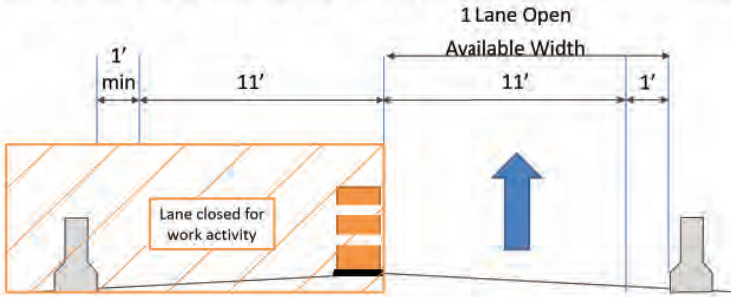 1 Lane Open
Available Width
1’
min
11’
11’
1’
Lane closed for
work activity